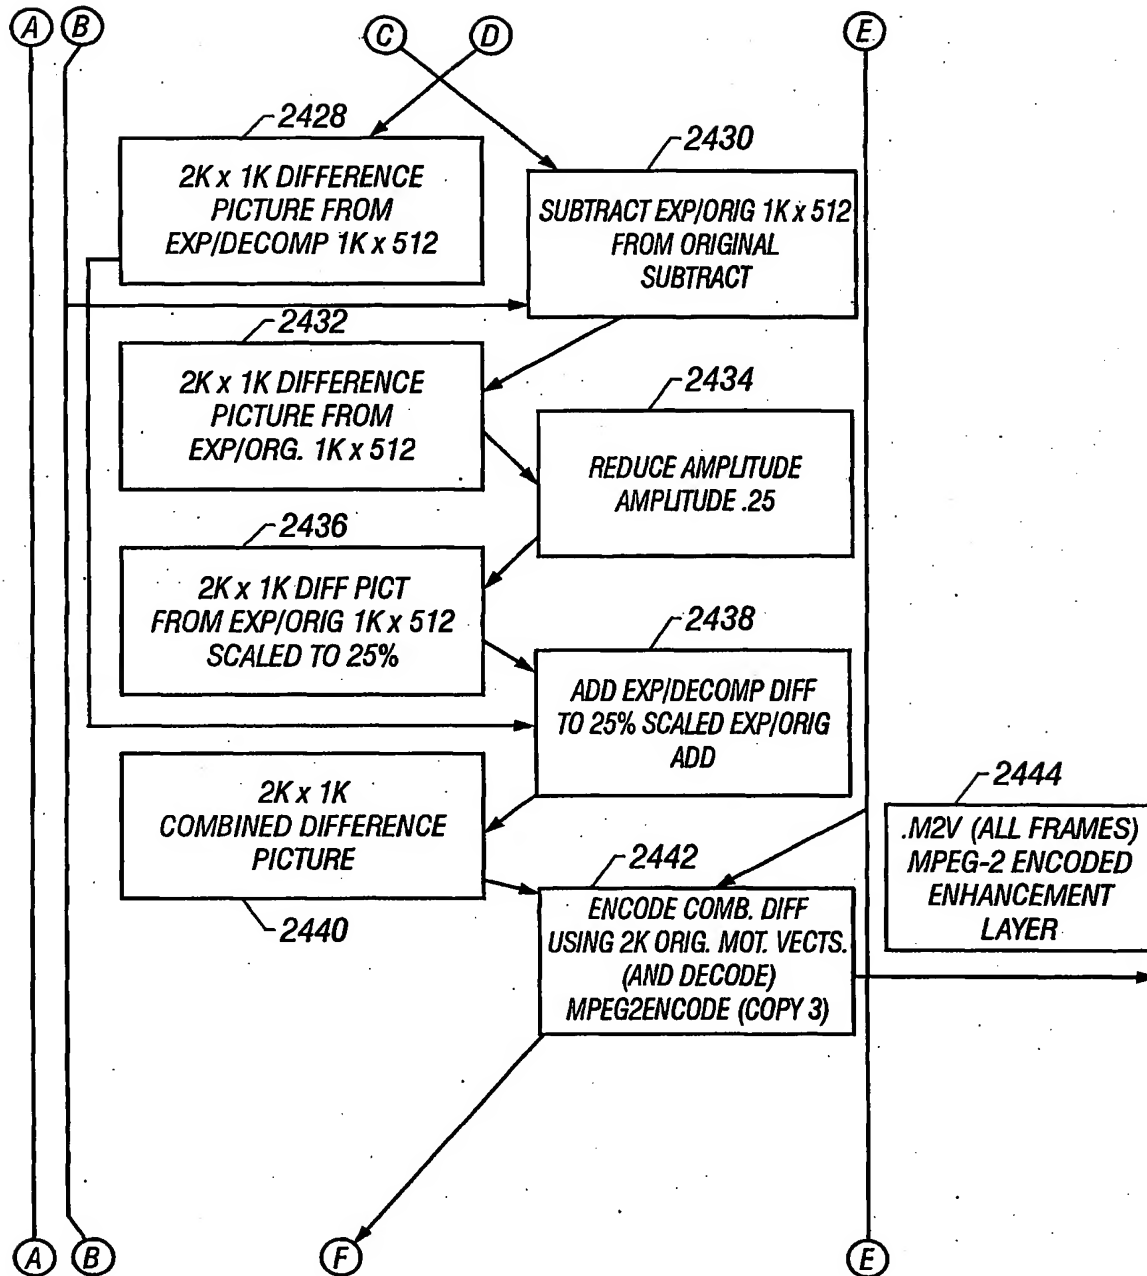 A
B
C
D
E
2428
2K x 1K DIFFERENCE
PICTURE FROM
EXP/DECOMP 1K x 512
2430
SUBTRACT EXP/ORIG 1K x 512
FROM ORIGINAL
SUBTRACT
2432
2K x 1K DIFFERENCE
PICTURE FROM
EXP/ORG. 1K x 512
2434
REDUCE AMPLITUDE
AMPLITUDE .25
2436
2K x 1K DIFF PICT
FROM EXP/ORIG 1K x 512
SCALED TO 25%
2438
ADD EXP/DECOMP DIFF
TO 25% SCALED EXP/ORIG
ADD
2K x 1K
COMBINED DIFFERENCE
PICTURE
2440
2442
ENCODE COMB. DIFF
USING 2K ORIG. MOT. VECTS.
(AND DECODE)
MPEG2ENCODE (COPY 3)
2444
.M2V (ALL FRAMES)
MPEG-2 ENCODED
ENHANCEMENT
LAYER
A
B
F
E